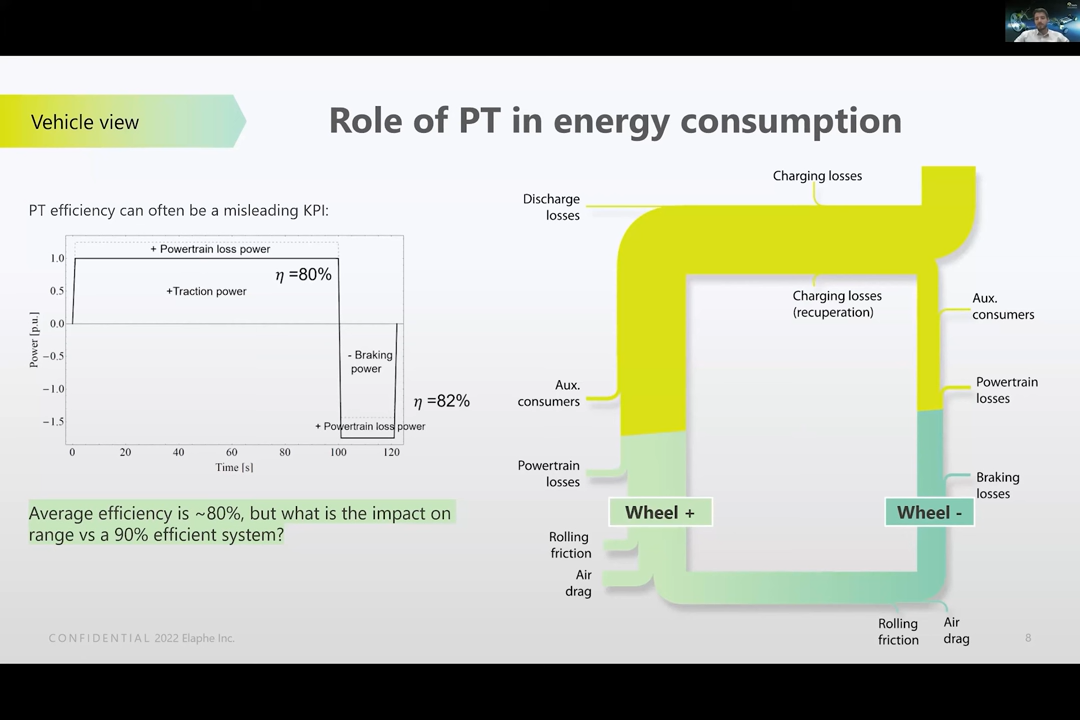 Vehicle view
Role of PT in energy consumption
PT efficiency can often be a misleading KPI:
+ Powertrain loss power
η =80%
+Traction power
- Braking
power
η =82%
+ Powertrain loss power
1.0
0.5
0.0
−0.5
−1.0
−1.5
Power [p.u.]
0 20 40 60 80 100 120
Time [s]
Average efficiency is ~80%, but what is the impact on
range vs a 90% efficient system?
Charging losses
Discharge
losses
Charging losses
(recuperation)
Aux.
consumers
Aux.
consumers
Powertrain
losses
Powertrain
losses
Braking
losses
Wheel +
Wheel -
Rolling
friction
Air
drag
Rolling
friction
Air
drag
CONFIDENTIAL 2022 Elaphe Inc.
8